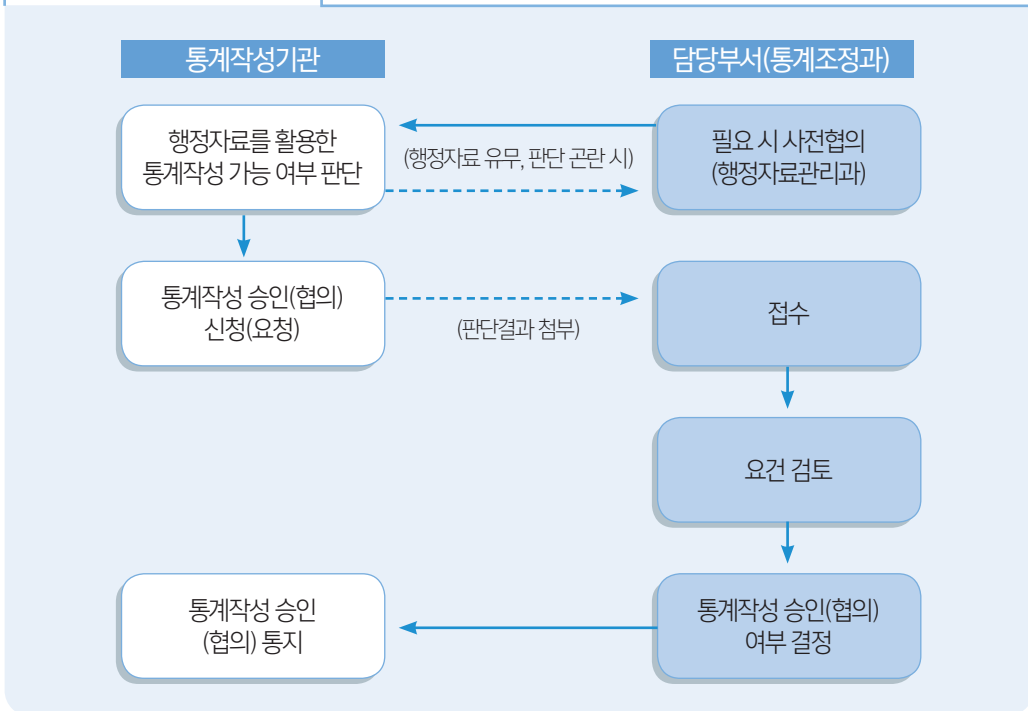 통계작성기관
담당부서(통계조정과)
행정자료를 활용한
통계작성 가능 여부 판단
(행정자료 유무, 판단 곤란 시)
필요 시 사전협의
(행정자료관리과)
통계작성 승인(협의)
신청(요청)
(판단결과 첨부)
접수
요건 검토
통계작성 승인
(협의) 통지
통계작성 승인(협의)
여부 결정